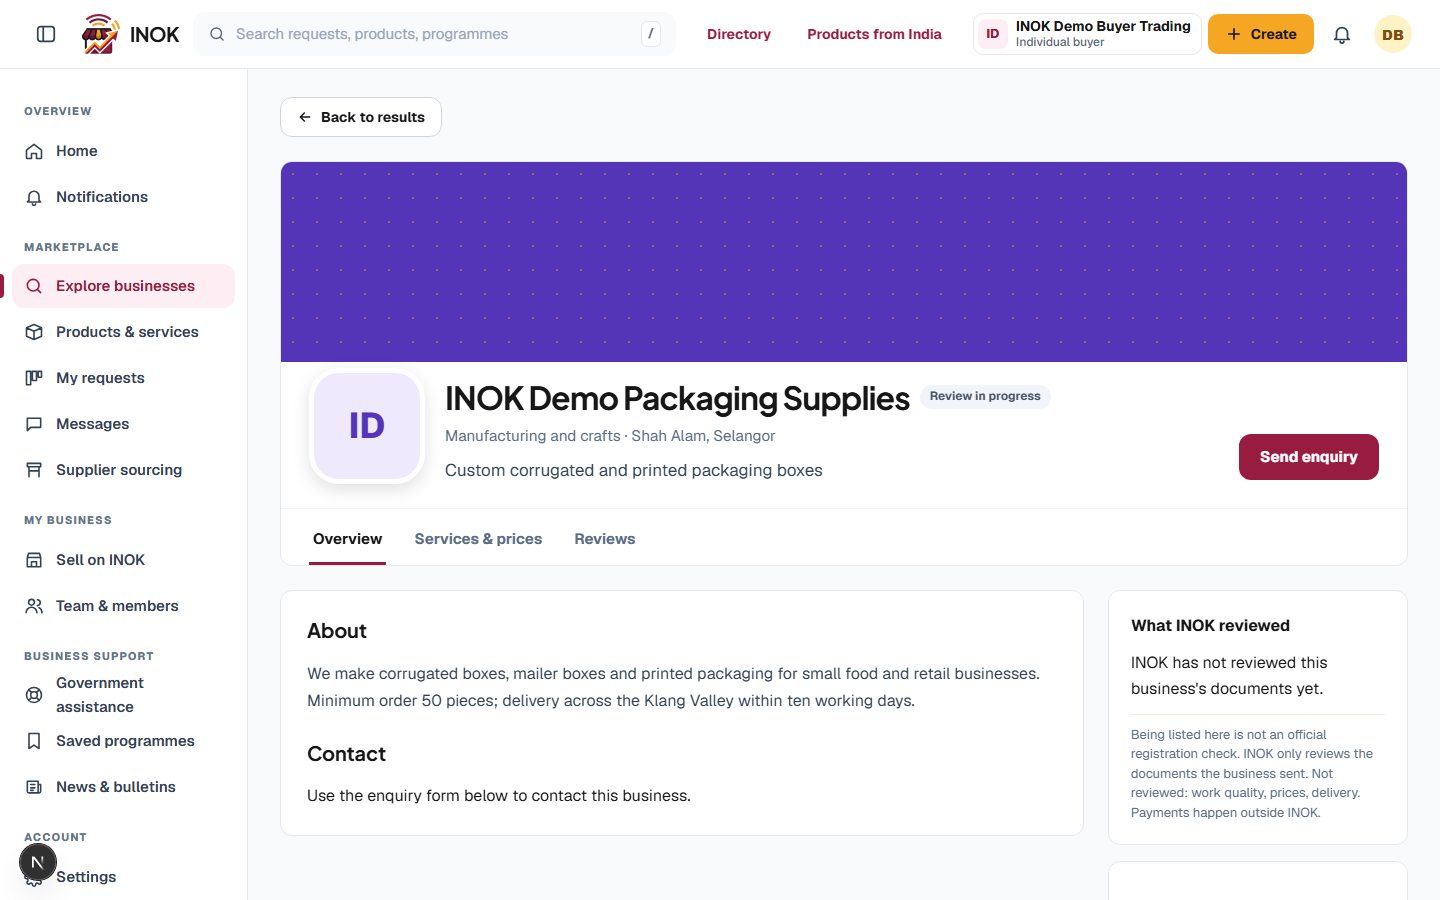 INOK
Search requests, products, programmes
/
Directory
Products from India
ID
INOK Demo Buyer Trading
Individual buyer
Create
DB
OVERVIEW
Home
Notifications
MARKETPLACE
Explore businesses
Products & services
My requests
Messages
Supplier sourcing
MY BUSINESS
Sell on INOK
Team & members
BUSINESS SUPPORT
Government
assistance
Saved programmes
News & bulletins
ACCOUNT
N
Settings
Back to results
ID
INOK Demo Packaging Supplies
Review in progress
Manufacturing and crafts · Shah Alam, Selangor
Custom corrugated and printed packaging boxes
Send enquiry
Overview
Services & prices
Reviews
About
We make corrugated boxes, mailer boxes and printed packaging for small food and retail businesses.
Minimum order 50 pieces; delivery across the Klang Valley within ten working days.
Contact
Use the enquiry form below to contact this business.
What INOK reviewed
INOK has not reviewed this
business's documents yet.
Being listed here is not an official
registration check. INOK only reviews the
documents the business sent. Not
reviewed: work quality, prices, delivery.
Payments happen outside INOK.